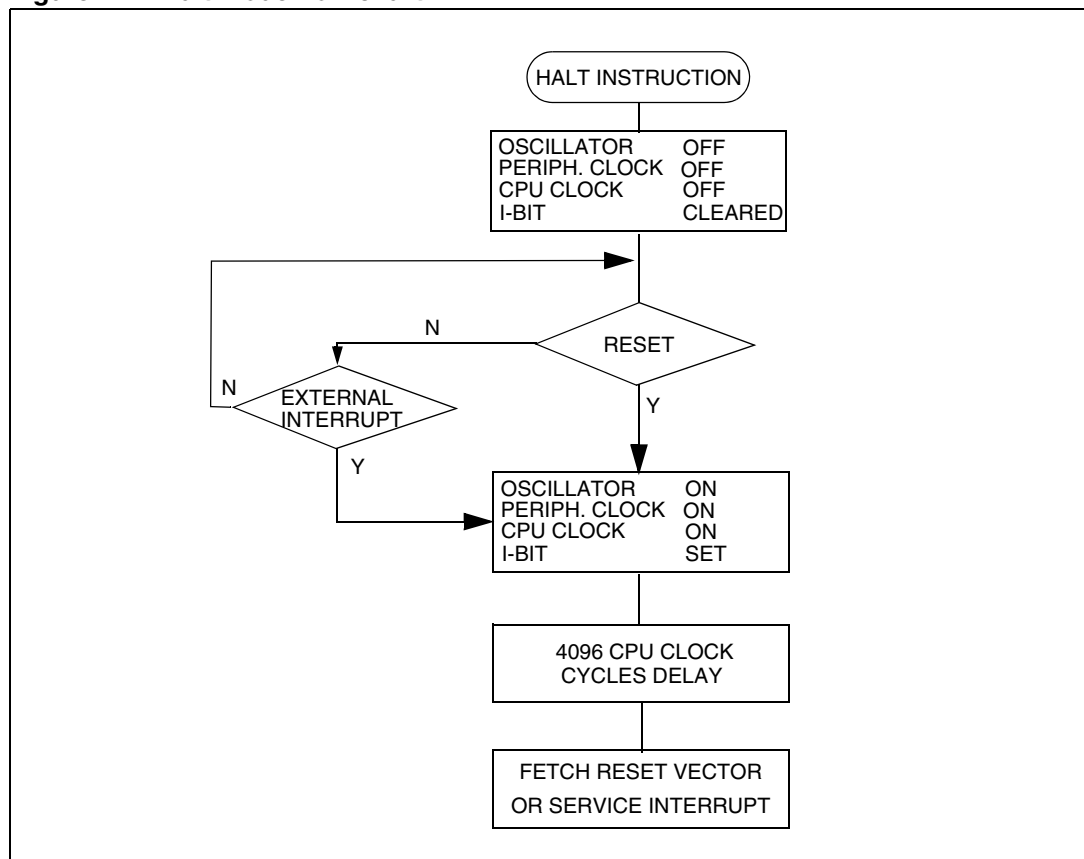 HALT INSTRUCTION
OSCILLATOR OFF
PERIPH. CLOCK OFF
CPU CLOCK OFF
I-BIT CLEARED
RESET
N
Y
EXTERNAL
INTERRUPT
N
Y
OSCILLATOR ON
PERIPH. CLOCK ON
CPU CLOCK ON
I-BIT SET
4096 CPU CLOCK
CYCLES DELAY
FETCH RESET VECTOR
OR SERVICE INTERRUPT